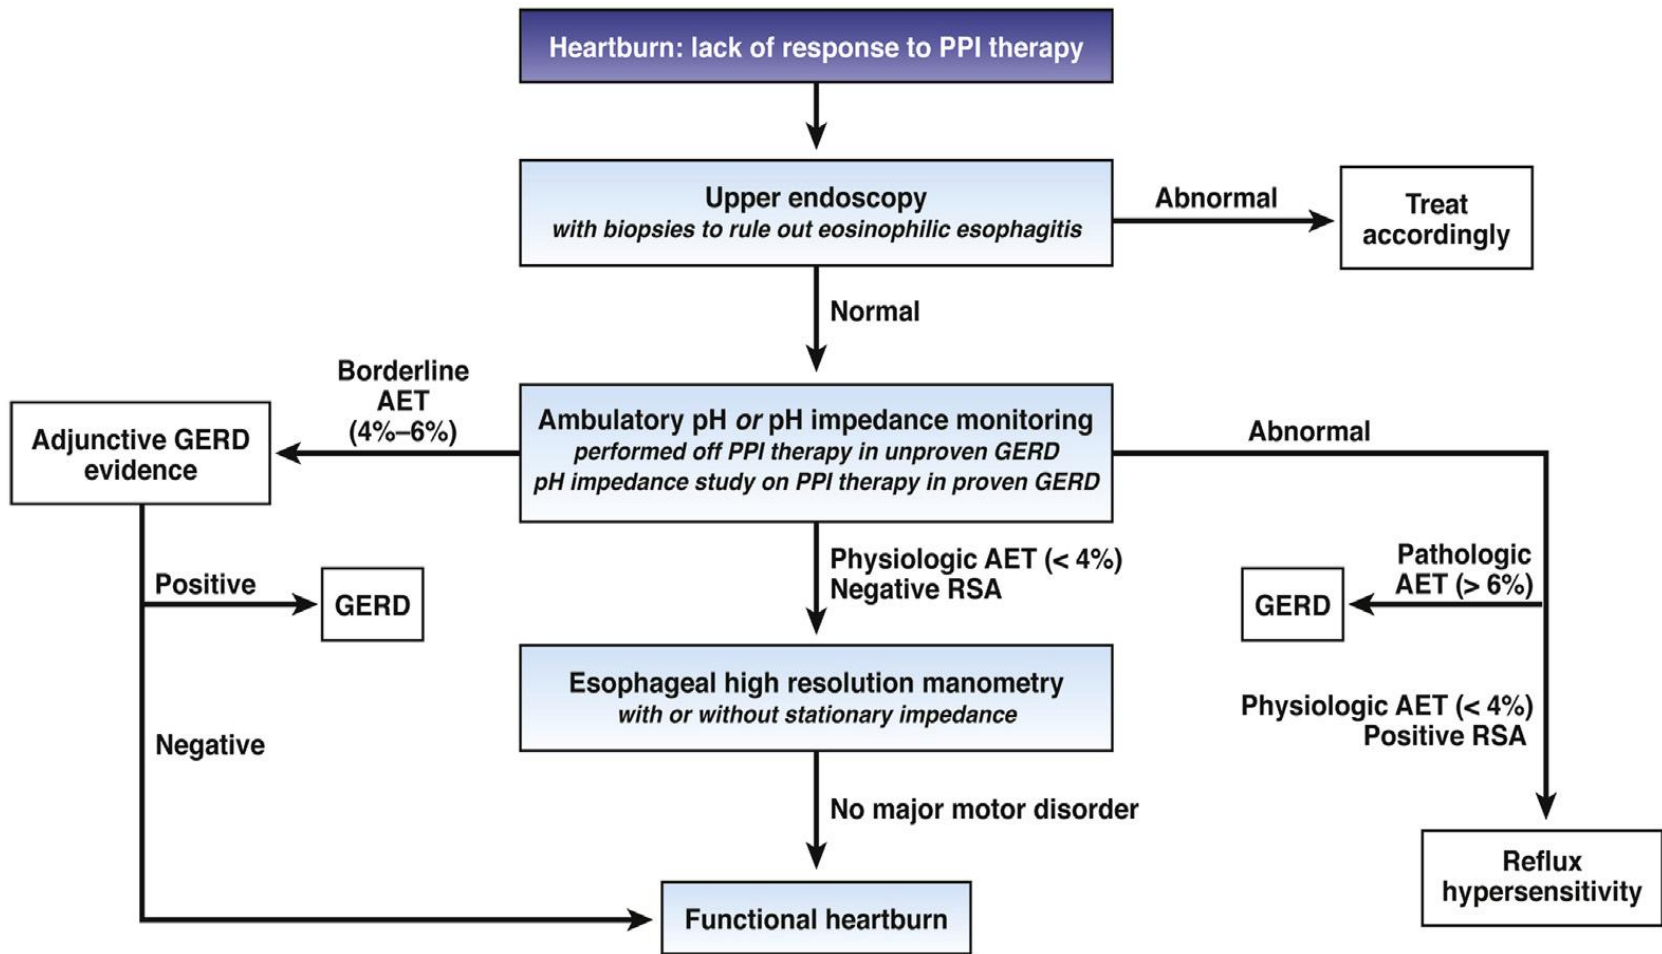 Heartburn: lack of response to PPI therapy
Upper endoscopy
with biopsies to rule out eosinophilic esophagitis
Abnormal
Treat
accordingly
Normal
Borderline
AET
(4%–6%)
Adjunctive GERD
evidence
Ambulatory pH or pH impedance monitoring
performed off PPI therapy in unproven GERD
pH impedance study on PPI therapy in proven GERD
Abnormal
Positive
GERD
Physiologic AET (< 4%)
Negative RSA
GERD
Pathologic
AET (> 6%)
Esophageal high resolution manometry
with or without stationary impedance
Physiologic AET (< 4%)
Positive RSA
Negative
No major motor disorder
Functional heartburn
Reflux
hypersensitivity